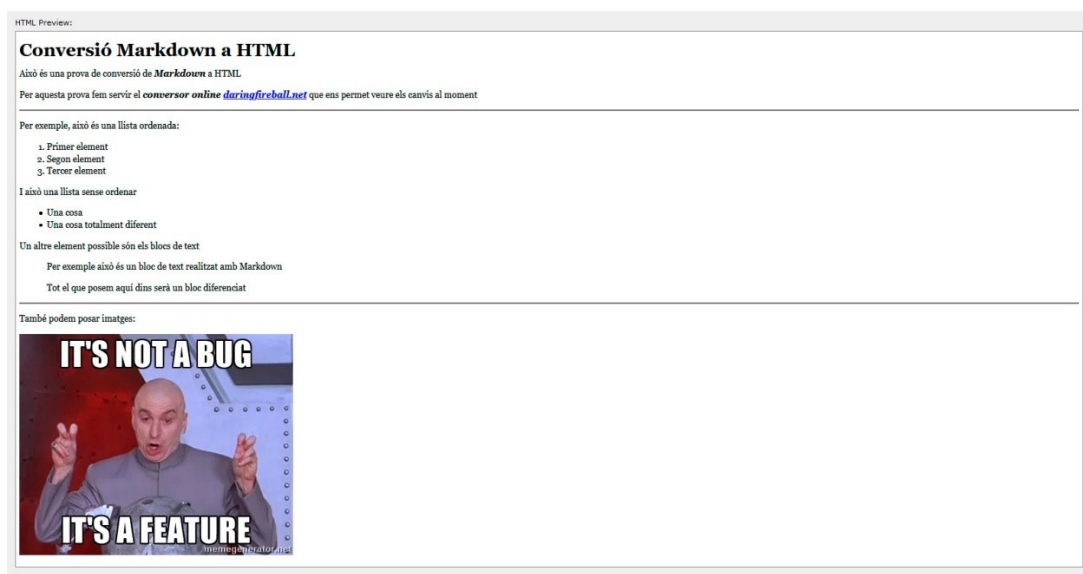 HTML Preview:
Conversió Markdown a HTML
Això és una prova de conversió de Markdown a HTML
Per aquesta prova fem servir el conversor online daringfireball.net que ens permet veure els canvis al moment
Per exemple, això és una llista ordenada:
1. Primer element
2. Segon element
3. Tercer element
I això una llista sense ordenar
• Una cosa
• Una cosa totalment diferent
Un altre element possible són els blocs de text
Per exemple això és un bloc de text realitzat amb Markdown
Tot el que posem aquí dins serà un bloc diferenciat
També podem posar imatges:
IT'S NOT A BUG
IT'S A FEATURE
memegenerator.net